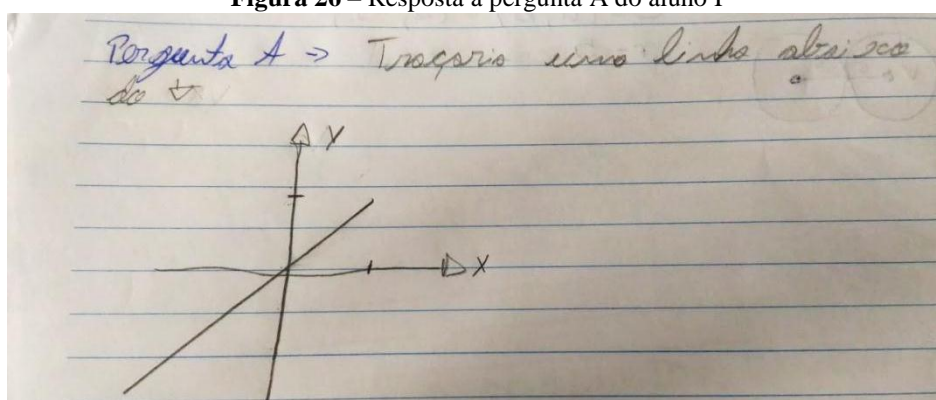 Figura 26 – Resposta à pergunta A do aluno I
Pergunta A ⇒ Traçaria uma linha abaixo
do
Y
X